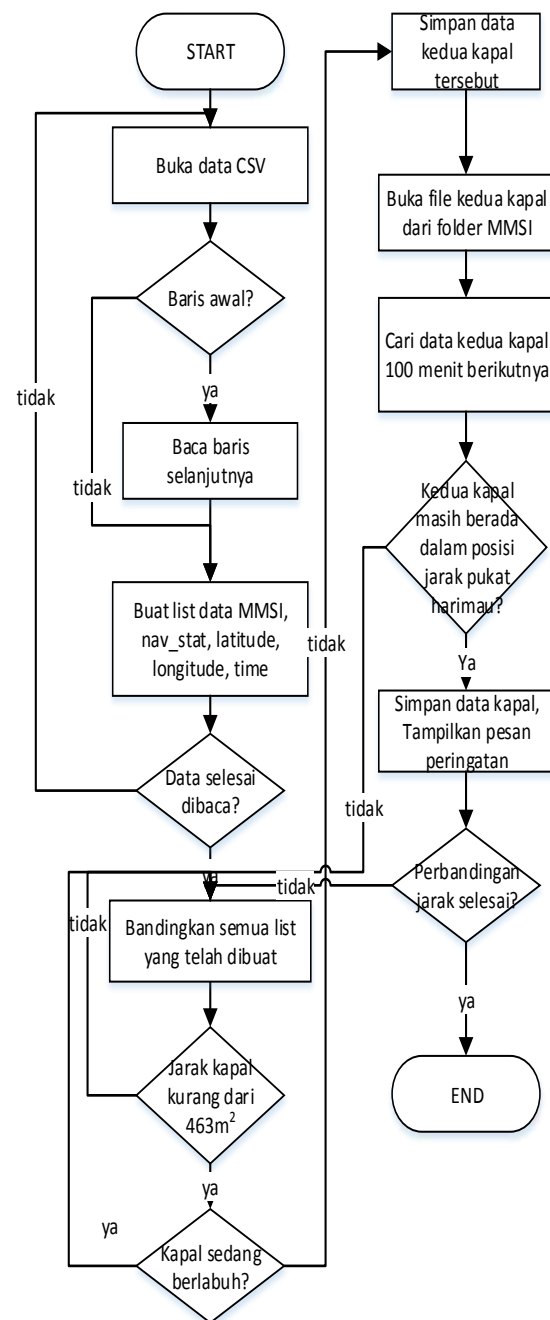 START
Buka data CSV
Baris awal?
ya
tidak
Baca baris
selanjutnya
tidak
Buat list data MMSI,
nav_stat, latitude,
longitude, time
Data selesai
dibaca?
ya
tidak
Bandingkan semua list
yang telah dibuat
Jarak kapal
kurang dari
463m²
ya
ya
Kapal sedang
berlabuh?
tidak
Simpan data
kedua kapal
tersebut
Buka file kedua kapal
dari folder MMSI
Cari data kedua kapal
100 menit berikutnya
Kedua kapal
masih berada
dalam posisi
jarak pukat
harimau?
Ya
tidak
Simpan data kapal,
Tampilkan pesan
peringatan
Perbandingan
jarak selesai?
tidak
ya
END